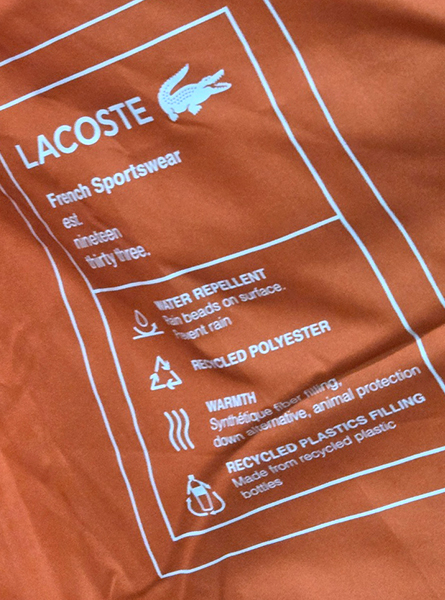 LACOSTE
French Sportswear
est.
nineteen
thirty three.
WATER REPELLENT
Rain beads on surface.
Prevent rain
RECYCLED POLYESTER
WARMTH
Synthétique fiber filling,
down alternative, animal protection
RECYCLED PLASTICS FILLING
Made from recycled plastic
bottles